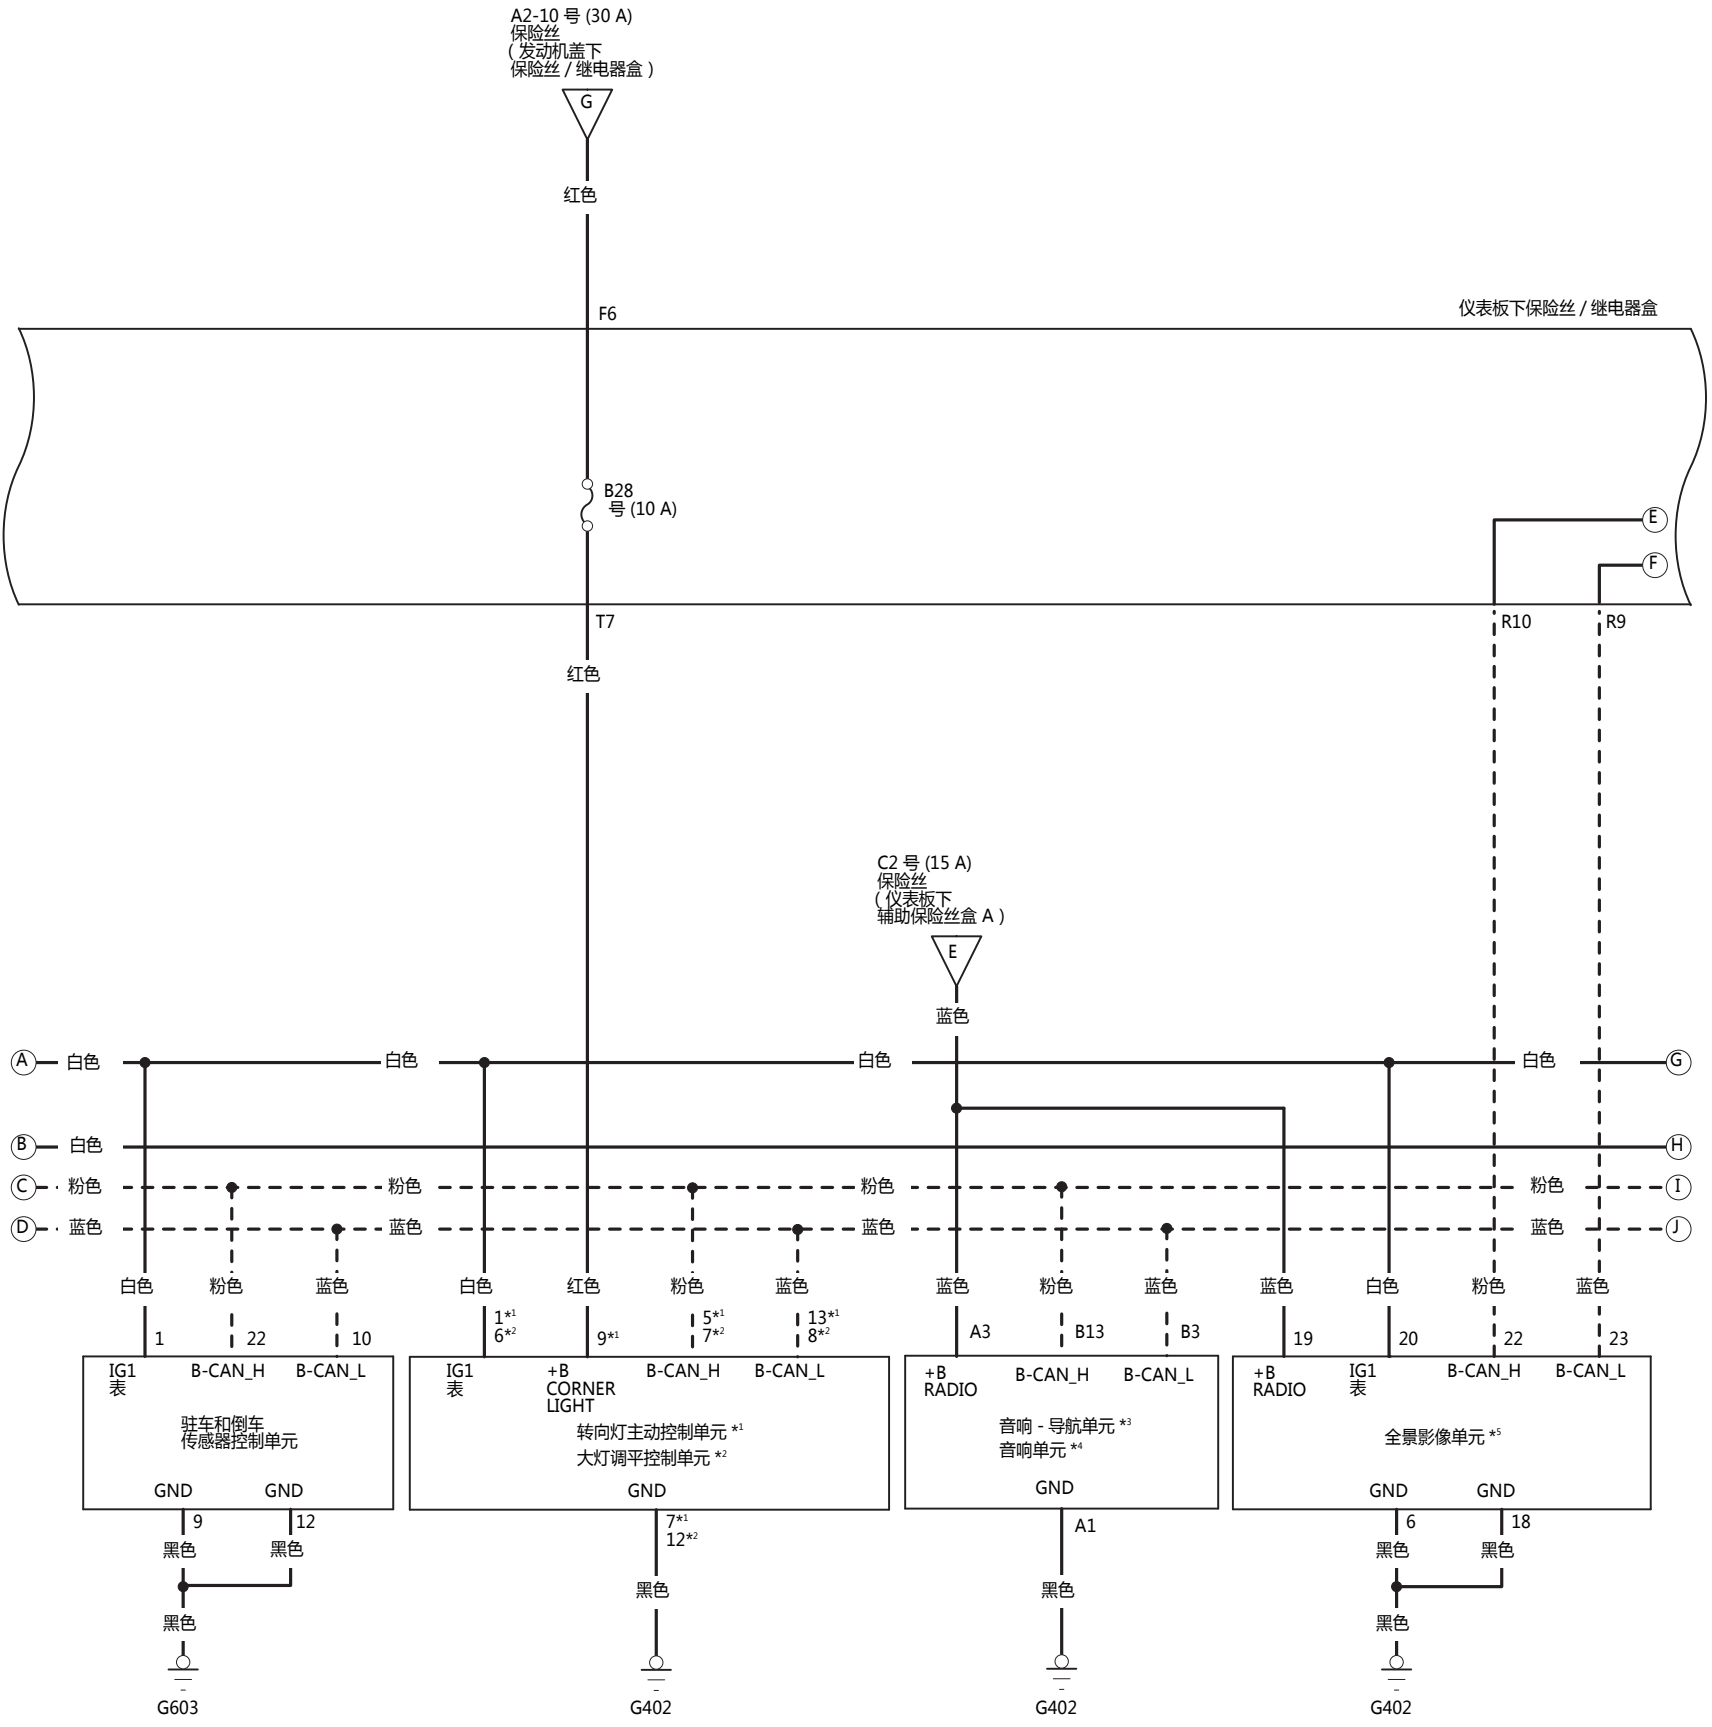 A2-10 号 (30 A)
保险丝
( 发动机盖下
保险丝 / 继电器盒 )
G
红色
F6
仪表板下保险丝 / 继电器盒
B28
号 (10 A)
E
F
T7
R10
R9
红色
C2 号 (15 A)
保险丝
( 仪表板下
辅助保险丝盒 A )
E
蓝色
A 白色 白色 白色 白色 G
B 白色 H
C 粉色 粉色 粉色 粉色 I
D 蓝色 蓝色 蓝色 蓝色 J
白色 粉色 蓝色 白色 红色 粉色 蓝色 蓝色 粉色 蓝色 蓝色 白色 粉色 蓝色
1 22 10
1*1 9*1 5*1 13*1
6*2 7*2 8*2
A3 B13 B3
19 20 22 23
IG1 B-CAN_H B-CAN_L
表
驻车和倒车
传感器控制单元
GND GND
IG1 +B B-CAN_H B-CAN_L
表 CORNER
LIGHT
转向灯主动控制单元 *1
大灯调平控制单元 *2
GND
+B B-CAN_H B-CAN_L
RADIO
音响 - 导航单元 *3
音响单元 *4
GND
+B IG1 B-CAN_H B-CAN_L
RADIO 表
全景影像单元 *5
GND GND
9 12
黑色 黑色
黑色
G603
7*1
12*2
黑色
G402
A1
黑色
G402
6 18
黑色 黑色
黑色
G402